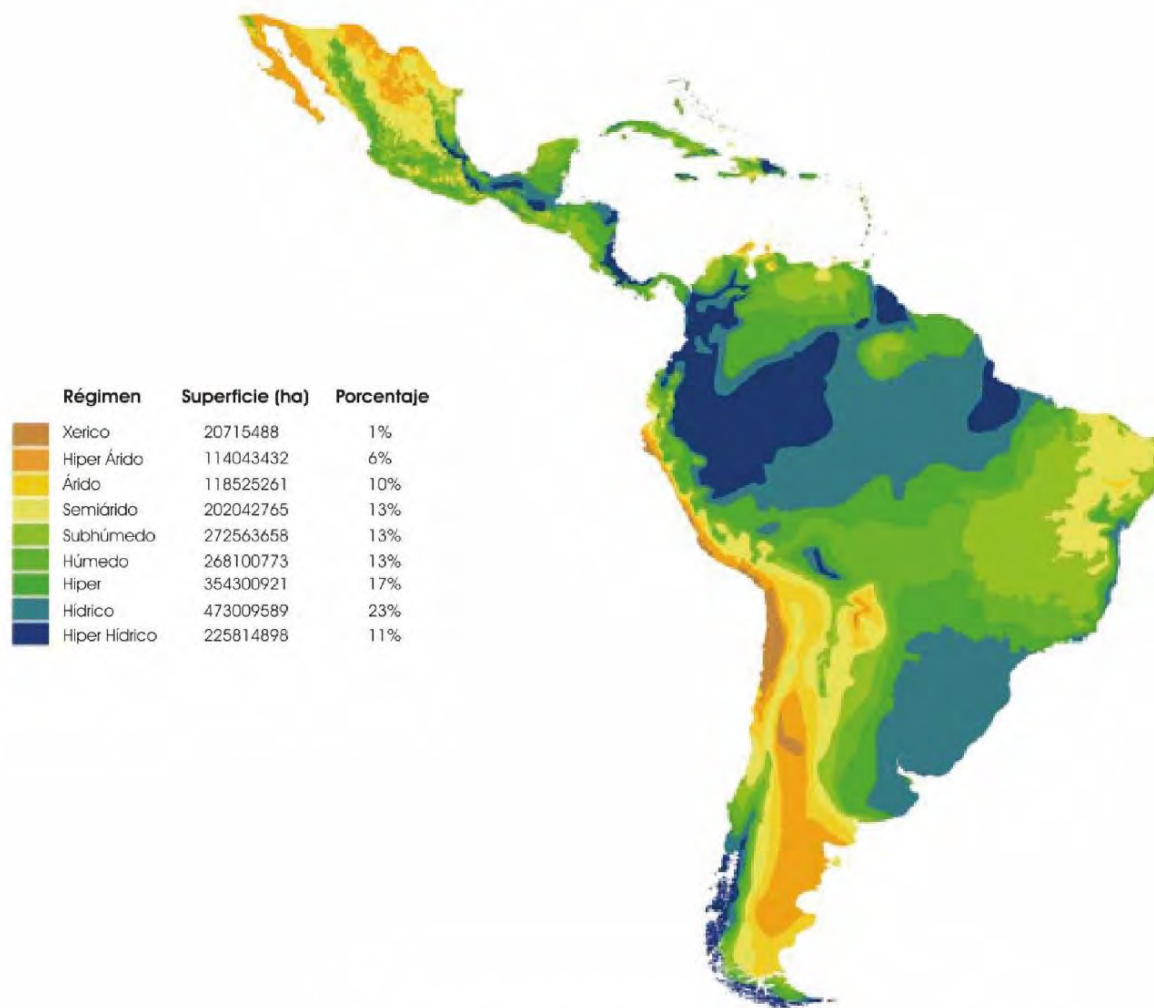 Régimen Superficie (ha) Porcentaje
Xerico 20715488 1%
Hiper Árido 114043432 6%
Árido 118525261 10%
Semiárido 202042765 13%
Subhúmedo 272563658 13%
Húmedo 268100773 13%
Hiper 354300921 17%
Hídrico 473009589 23%
Hiper Hídrico 225814898 11%